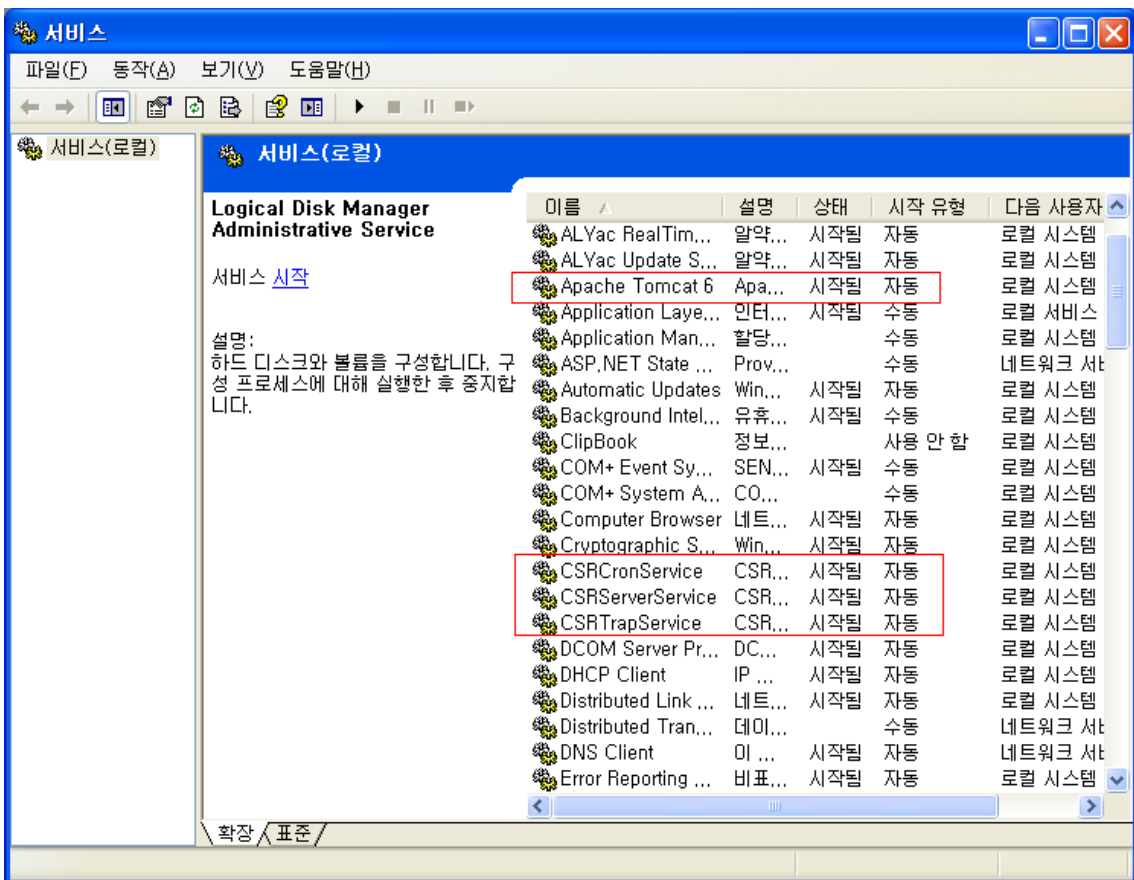 서비스
파일(F) 동작(A) 보기(V) 도움말(H)
서비스(로컬)
서비스(로컬)
Logical Disk Manager
Administrative Service
서비스 시작
설명:
하드 디스크와 볼륨을 구성합니다. 구
성 프로세스에 대해 실행한 후 중지합
니다.
이름 설명 상태 시작 유형 다음 사용자
ALYac RealTim... 알약... 시작됨 자동 로컬 시스템
ALYac Update S... 알약... 시작됨 자동 로컬 시스템
Apache Tomcat 6 Apa... 시작됨 자동 로컬 시스템
Application Laye... 인터... 시작됨 수동 로컬 서비스
Application Man... 할당... 수동 로컬 시스템
ASP.NET State ... Prov... 수동 네트워크 서
Automatic Updates Win... 시작됨 자동 로컬 시스템
Background Intel... 유휴... 시작됨 수동 로컬 시스템
ClipBook 정보... 사용 안 함 로컬 시스템
COM+ Event Sy... SEN... 시작됨 수동 로컬 시스템
COM+ System A... CO... 수동 로컬 시스템
Computer Browser 네트... 시작됨 자동 로컬 시스템
Cryptographic S... Win... 시작됨 자동 로컬 시스템
CSRCronService CSR... 시작됨 자동 로컬 시스템
CSRServerService CSR... 시작됨 자동 로컬 시스템
CSRTrapService CSR... 시작됨 자동 로컬 시스템
DCOM Server Pr... DC... 시작됨 자동 로컬 시스템
DHCP Client IP ... 시작됨 자동 로컬 시스템
Distributed Link ... 네트... 시작됨 자동 로컬 시스템
Distributed Tran... 데이... 수동 네트워크 서
DNS Client 이 ... 시작됨 자동 네트워크 서
Error Reporting ... 비표... 시작됨 자동 로컬 시스템
확장 표준